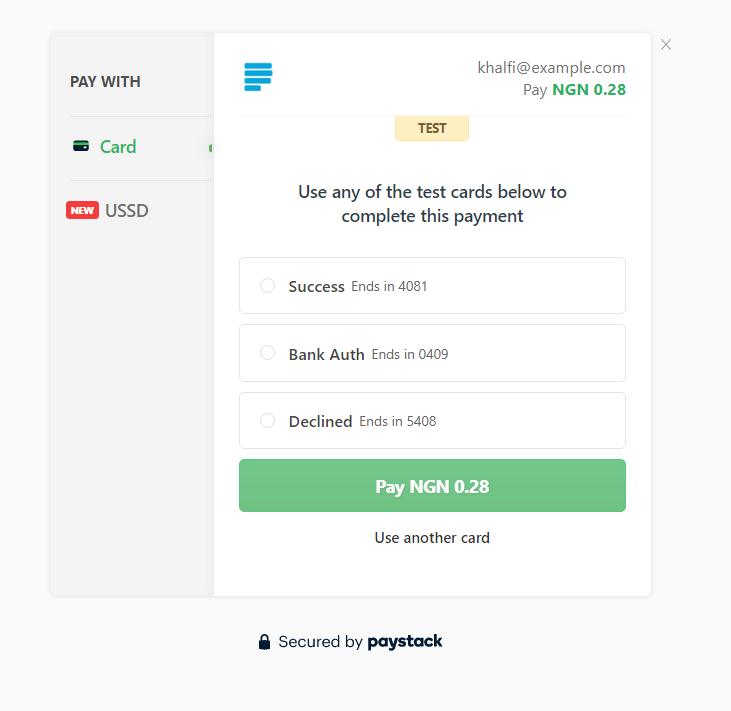 PAY WITH
Card
NEW USSD
khalfi@example.com
Pay NGN 0.28
TEST
Use any of the test cards below to
complete this payment
Success Ends in 4081
Bank Auth Ends in 0409
Declined Ends in 5408
Pay NGN 0.28
Use another card
Secured by paystack